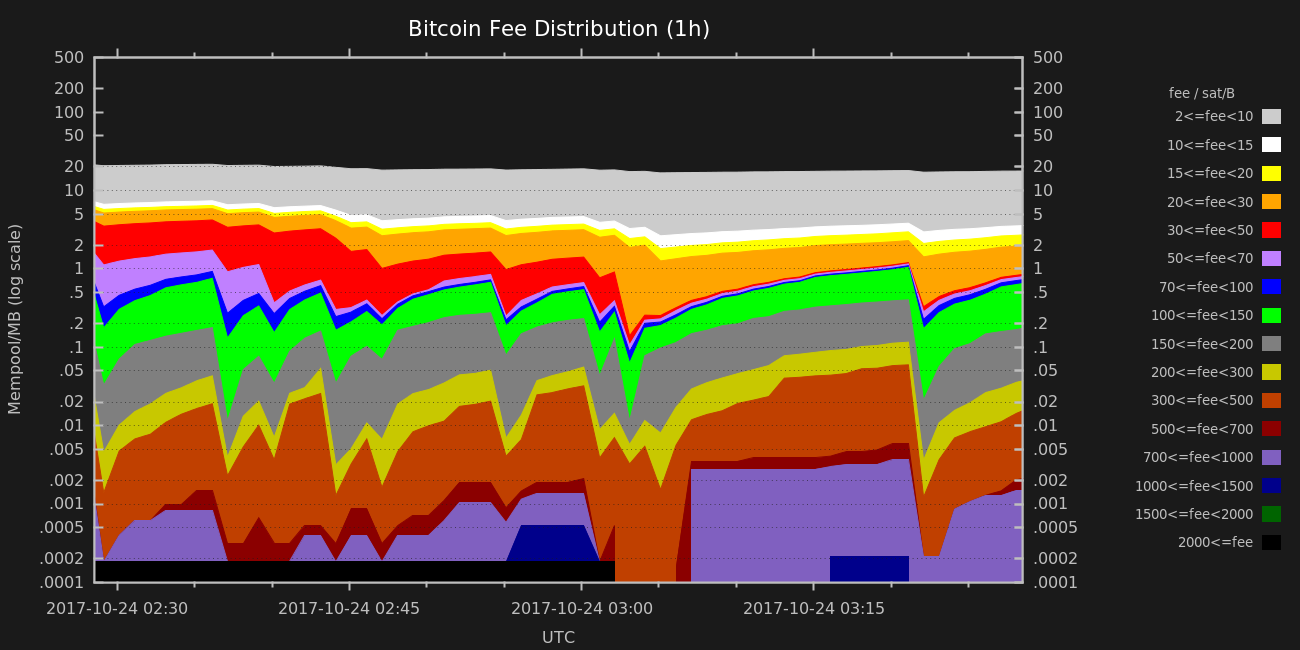 Bitcoin Fee Distribution (1h)
Mempool/MB (log scale)
500
200
100
50
20
10
5
2
1
.5
.2
.1
.05
.02
.01
.005
.002
.001
.0005
.0002
.0001
500
200
100
50
20
10
5
2
1
.5
.2
.1
.05
.02
.01
.005
.002
.001
.0005
.0002
.0001
2017-10-24 02:30
2017-10-24 02:45
2017-10-24 03:00
2017-10-24 03:15
UTC
fee / sat/B
2<=fee<10
10<=fee<15
15<=fee<20
20<=fee<30
30<=fee<50
50<=fee<70
70<=fee<100
100<=fee<150
150<=fee<200
200<=fee<300
300<=fee<500
500<=fee<700
700<=fee<1000
1000<=fee<1500
1500<=fee<2000
2000<=fee